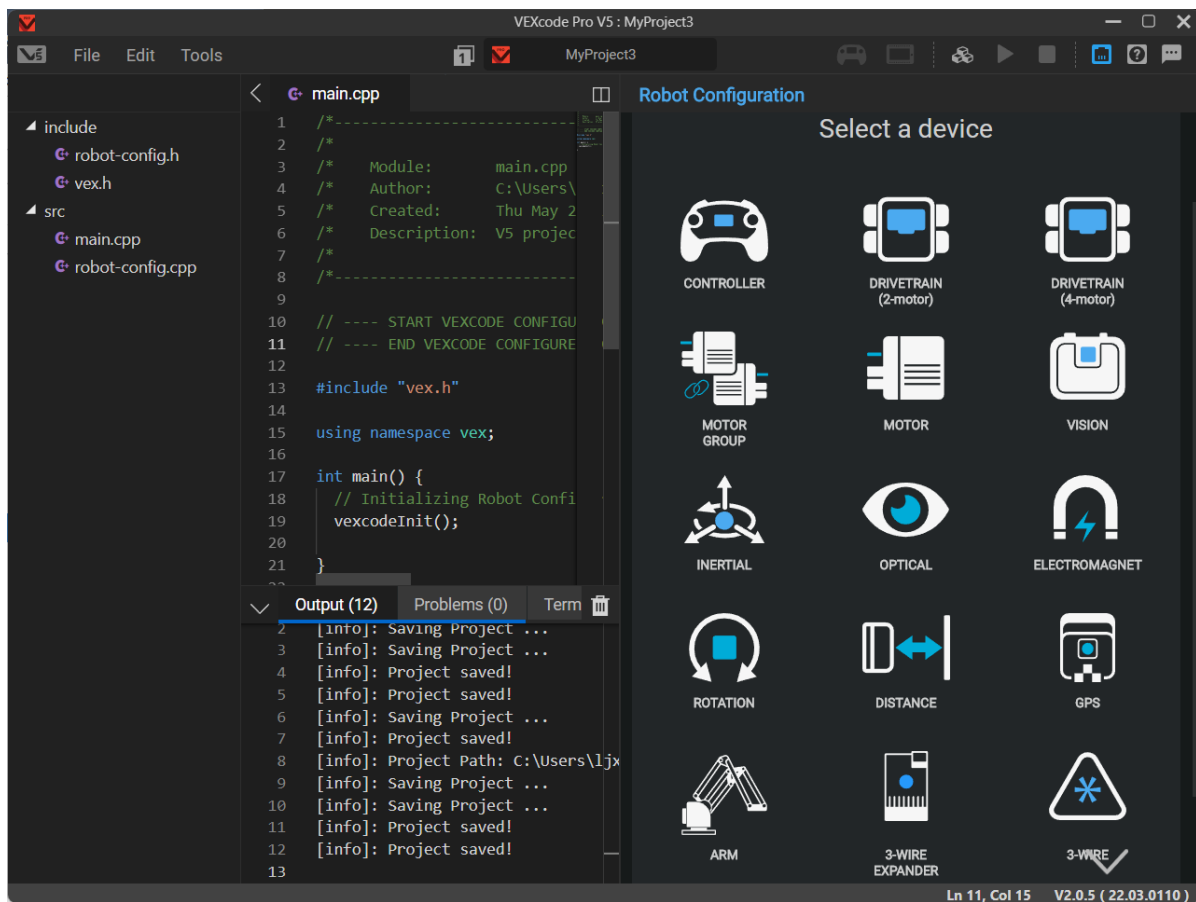 VEXcode Pro V5 : MyProject3
V5 File Edit Tools
1 MyProject3
include
robot-config.h
vex.h
src
main.cpp
robot-config.cpp
main.cpp
1 /*---------------------------
2 /*
3 /* Module: main.cpp
4 /* Author: C:\Users\
5 /* Created: Thu May 2
6 /* Description: V5 projec
7 /*
8 /*---------------------------
9
10 // ---- START VEXCODE CONFIGU
11 // ---- END VEXCODE CONFIGURE
12
13 #include "vex.h"
14
15 using namespace vex;
16
17 int main() {
18 // Initializing Robot Confi
19 vexcodeInit();
20
21 }
Output (12) Problems (0) Term
2 [info]: Saving Project ...
3 [info]: Saving Project ...
4 [info]: Project saved!
5 [info]: Project saved!
6 [info]: Saving Project ...
7 [info]: Project saved!
8 [info]: Project Path: C:\Users\ljx
9 [info]: Saving Project ...
10 [info]: Saving Project ...
11 [info]: Project saved!
12 [info]: Project saved!
13
Robot Configuration
Select a device
CONTROLLER
DRIVETRAIN
(2-motor)
DRIVETRAIN
(4-motor)
MOTOR
GROUP
MOTOR
VISION
INERTIAL
OPTICAL
ELECTROMAGNET
ROTATION
DISTANCE
GPS
ARM
3-WIRE
EXPANDER
3-WIRE
Ln 11, Col 15 V2.0.5 ( 22.03.0110 )